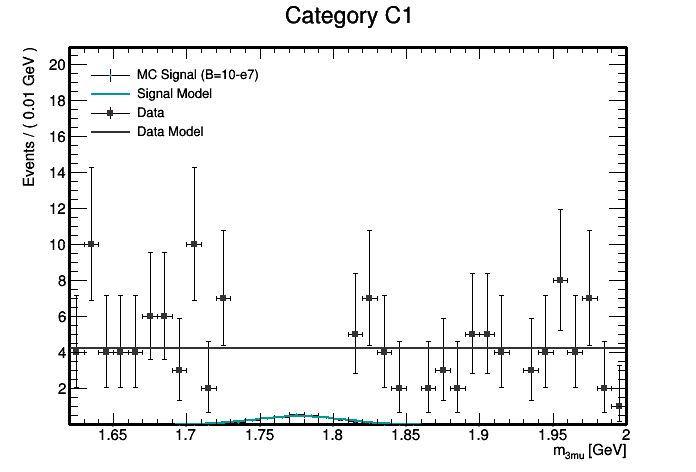 Category C1
Events / ( 0.01 GeV )
20
18
16
14
12
10
8
6
4
2
MC Signal (B=10-e7)
Signal Model
Data
Data Model
1.65 1.7 1.75 1.8 1.85 1.9 1.95 2
m3mu [GeV]